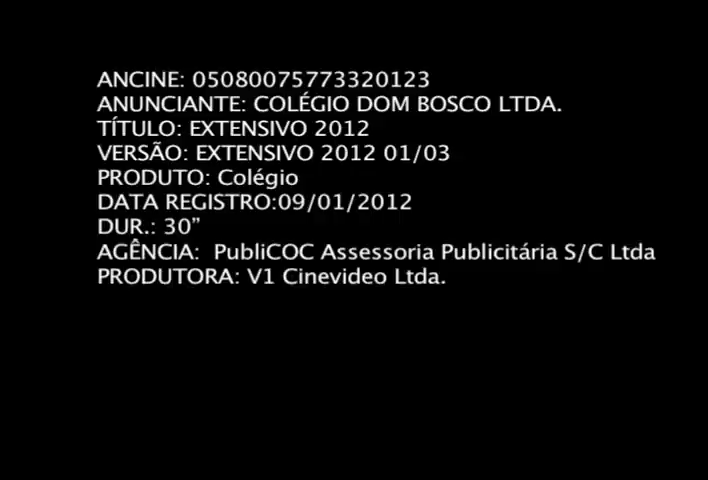 ANCINE: 05080075773320123
ANUNCIANTE: COLÉGIO DOM BOSCO LTDA.
TÍTULO: EXTENSIVO 2012
VERSÃO: EXTENSIVO 2012 01/03
PRODUTO: Colégio
DATA REGISTRO:09/01/2012
DUR.: 30”
AGÊNCIA:  PubliCOC Assessoria Publicitária S/C Ltda
PRODUTORA: V1 Cinevideo Ltda.